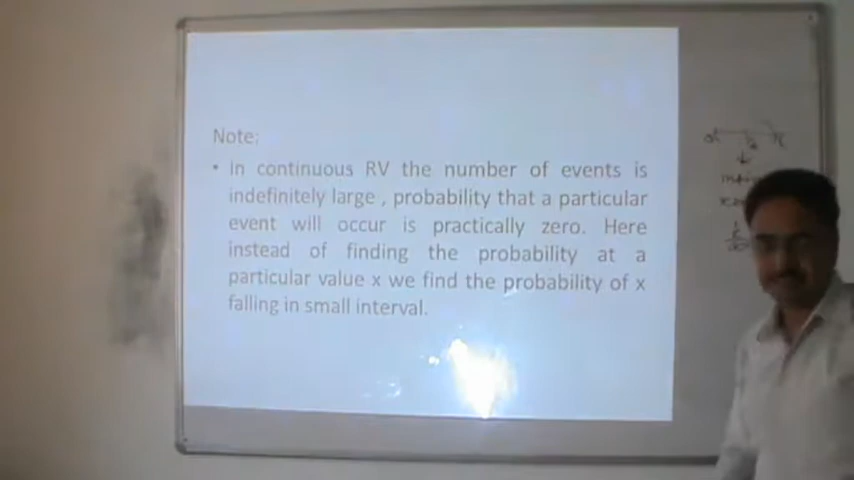 Note:
• In continuous RV the number of events is
indefinitely large , probability that a particular
event will occur is practically zero. Here
instead of finding the probability at a
particular value x we find the probability of x
falling in small interval.